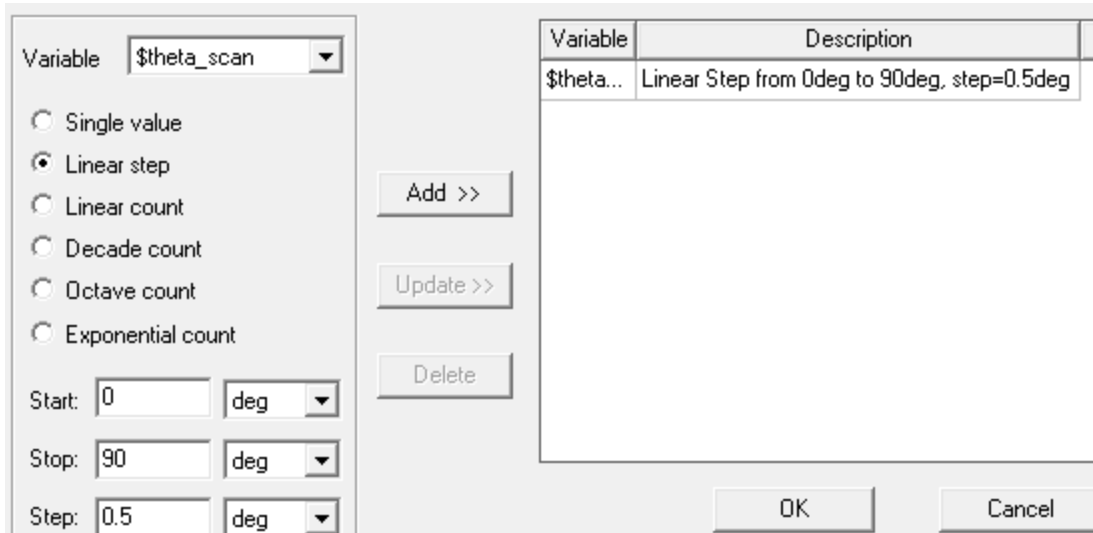 Variable $theta_scan
Single value
Linear step
Linear count
Decade count
Octave count
Exponential count
Start: 0 deg
Stop: 90 deg
Step: 0.5 deg
Add >>
Update >>
Delete
Variable Description
$theta... Linear Step from 0deg to 90deg, step=0.5deg
OK Cancel